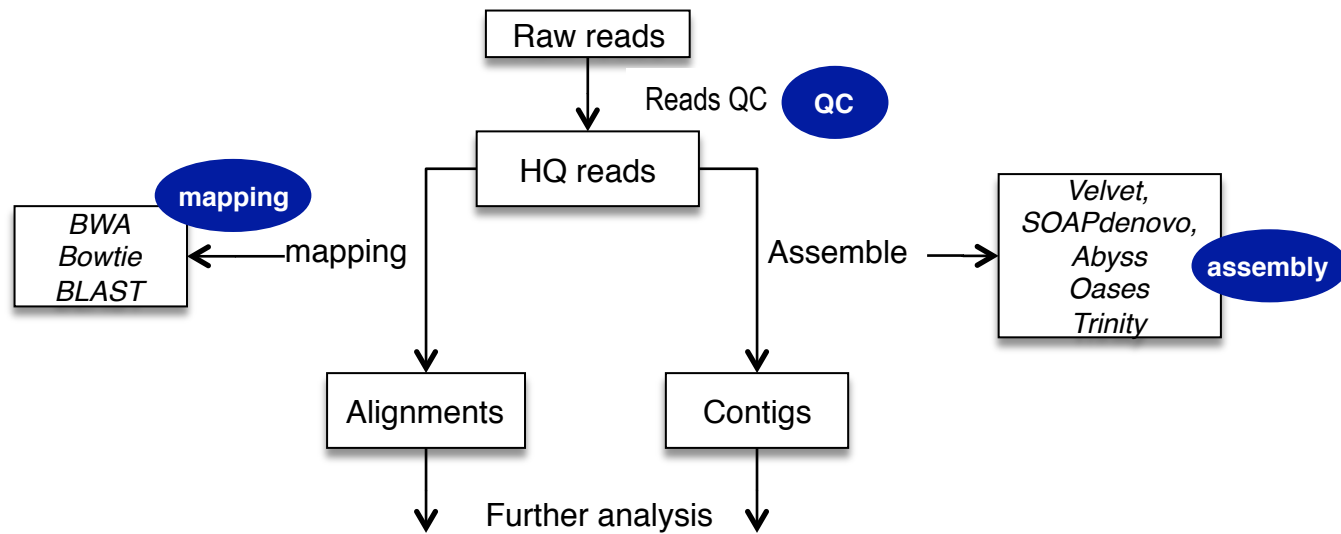 Raw reads
Reads QC
QC
HQ reads
mapping
BWA
Bowtie
BLAST
mapping
Assemble
Velvet,
SOAPdenovo,
Abyss
Oases
Trinity
assembly
Alignments
Contigs
Further analysis